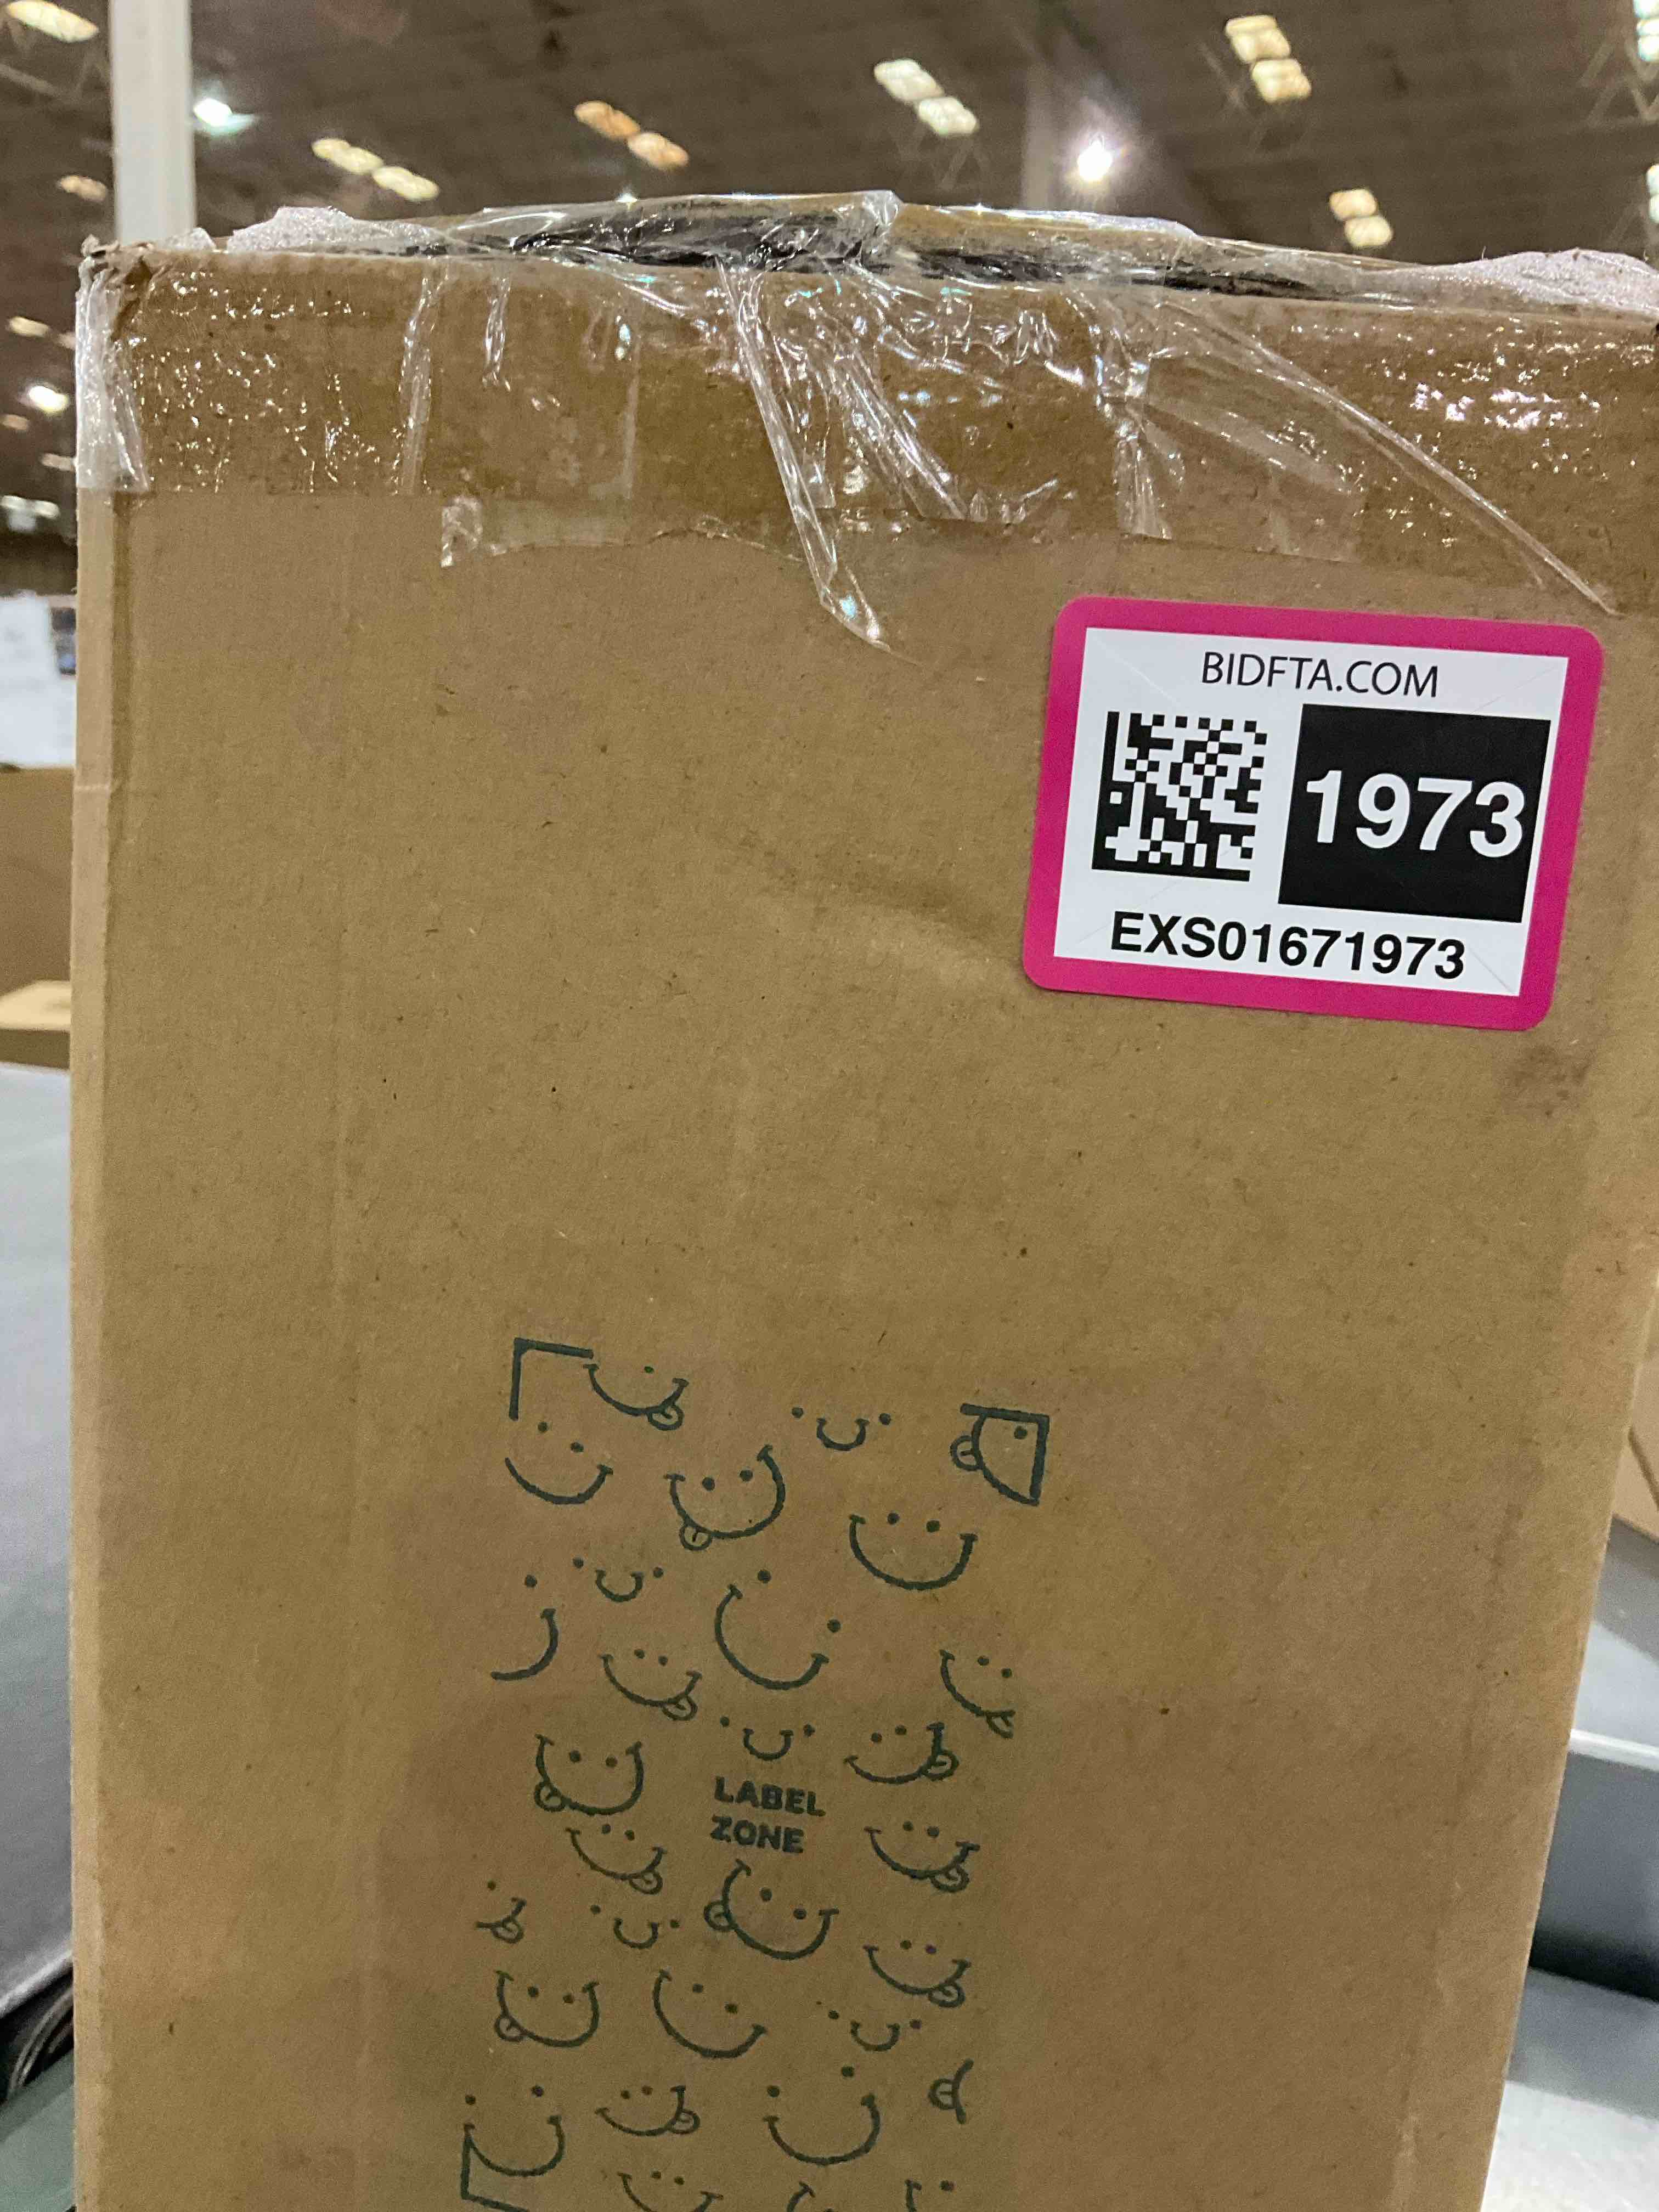 BIDFTA.COM
1973
EXS01671973
LABEL
ZONE